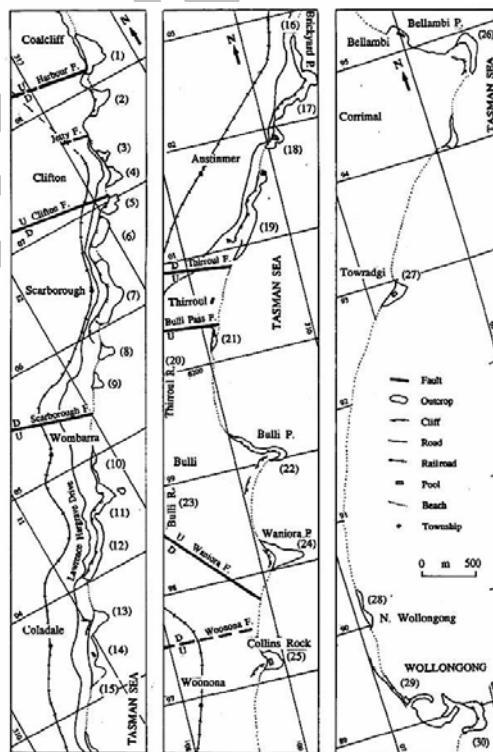 Coalcliff
(1)
Harbour F.
U
D
(2)
Jetty F.
(3)
(4)
Clifton
U Clifton F.
D
(5)
(6)
Scarborough
(7)
(8)
(9)
D Scarborough F.
U
Wombarra
(10)
D
(11)
Lawrence Hargrave Drive
(12)
(13)
Coladale
(14)
(15)
TASMAN SEA
N
(16)
Brickyard P.
(17)
(18)
Austinmer
(19)
D Thirroul F.
U
Thirroul
TASMAN SEA
Bulli Pass F.
U
(21)
(20)
Thirroul R.
Bulli P.
(22)
Bulli
(23)
Bulli R.
Waniora P.
(24)
U Waniora F.
D
D Woonona F.
U
Collins Rock
(25)
Woonona
Bellambi P.
Bellambi
(26)
N
TASMAN SEA
Corrimal
Towradgi
(27)
Fault
Outcrop
Cliff
Road
Railroad
Pool
Beach
Township
0 m 500
(28)
N. Wollongong
WOLLONGONG
(29)
(30)